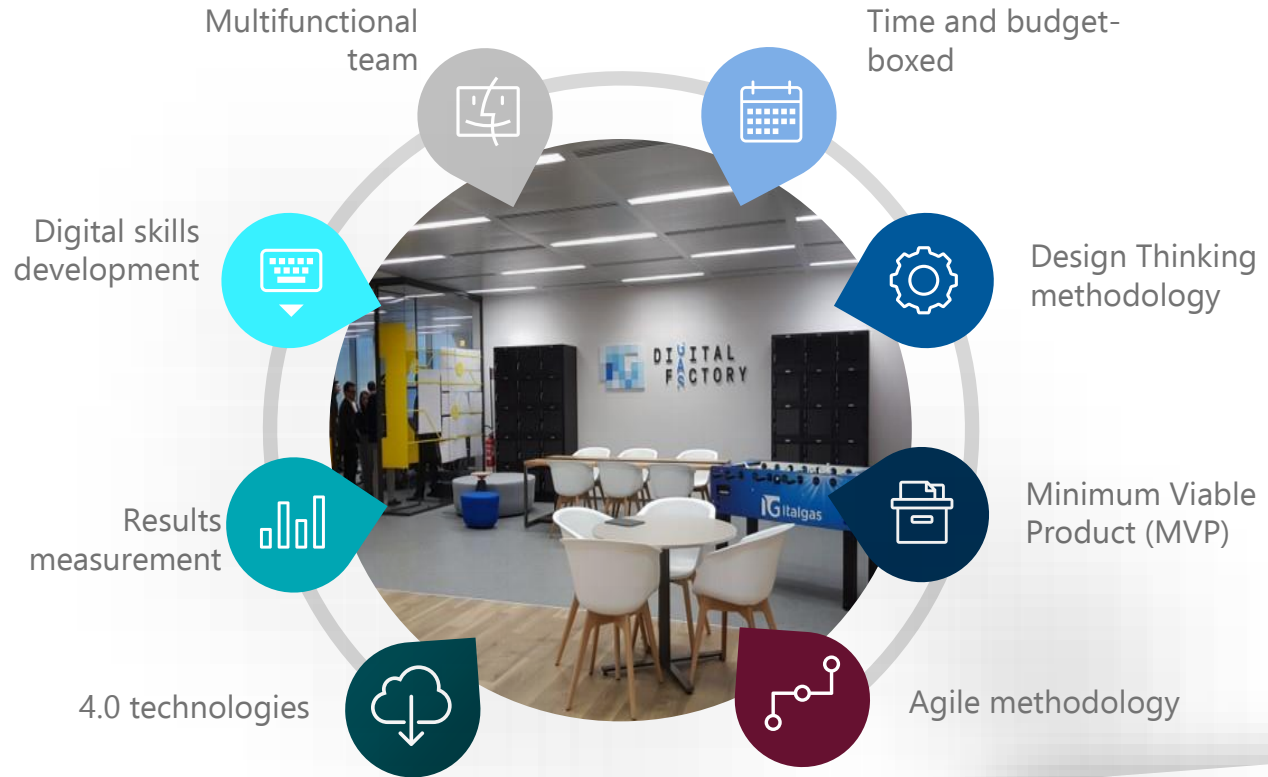 Multifunctional
team
Time and budget-
boxed
Digital skills
development
Design Thinking
methodology
DIGITAL
FACTORY
GAS
Italgas
Results
measurement
Minimum Viable
Product (MVP)
4.0 technologies
Agile methodology